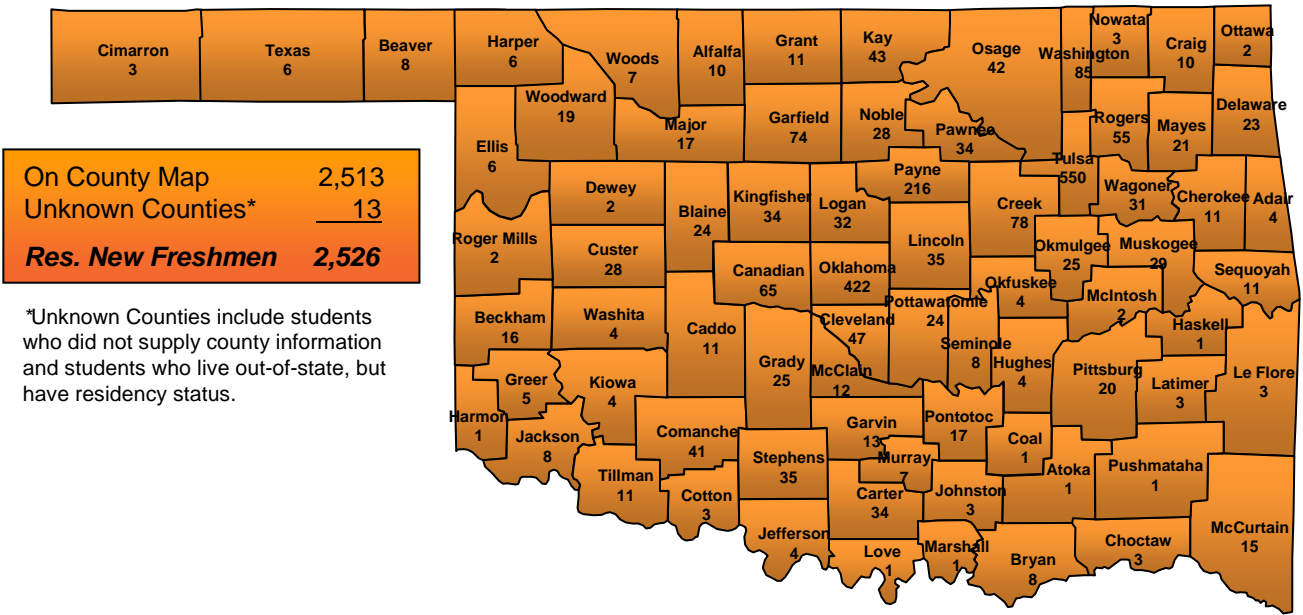 Cimarron
3
Texas
6
Beaver
8
Harper
6
Woods
7
Alfalfa
10
Grant
11
Kay
43
Osage
42
Washington
85
Nowata
3
Craig
10
Ottawa
2
Woodward
19
Major
17
Garfield
74
Noble
28
Pawnee
34
Rogers
55
Mayes
21
Delaware
23
Ellis
6
Tulsa
550
On County Map 2,513
Unknown Counties* 13
Res. New Freshmen 2,526
*Unknown Counties include students
who did not supply county information
and students who live out-of-state, but
have residency status.
Dewey
2
Blaine
24
Kingfisher
34
Logan
32
Payne
216
Creek
78
Wagoner
31
Cherokee
11
Adair
4
Roger Mills
2
Custer
28
Canadian
65
Oklahoma
422
Lincoln
35
Okmulgee
25
Muskogee
29
Sequoyah
11
Okfuskee
4
McIntosh
2
Beckham
16
Washita
4
Caddo
11
Cleveland
47
Pottawatomie
24
Seminole
8
Haskell
1
Greer
5
Kiowa
4
Grady
25
McClain
12
Hughes
4
Pittsburg
20
Latimer
3
Le Flore
3
Harmon
1
Jackson
8
Comanche
41
Garvin
13
Pontotoc
17
Coal
1
Stephens
35
Murray
7
Atoka
1
Pushmataha
1
Tillman
11
Cotton
3
Carter
34
Johnston
3
McCurtain
15
Jefferson
4
Love
1
Marshall
1
Bryan
8
Choctaw
3